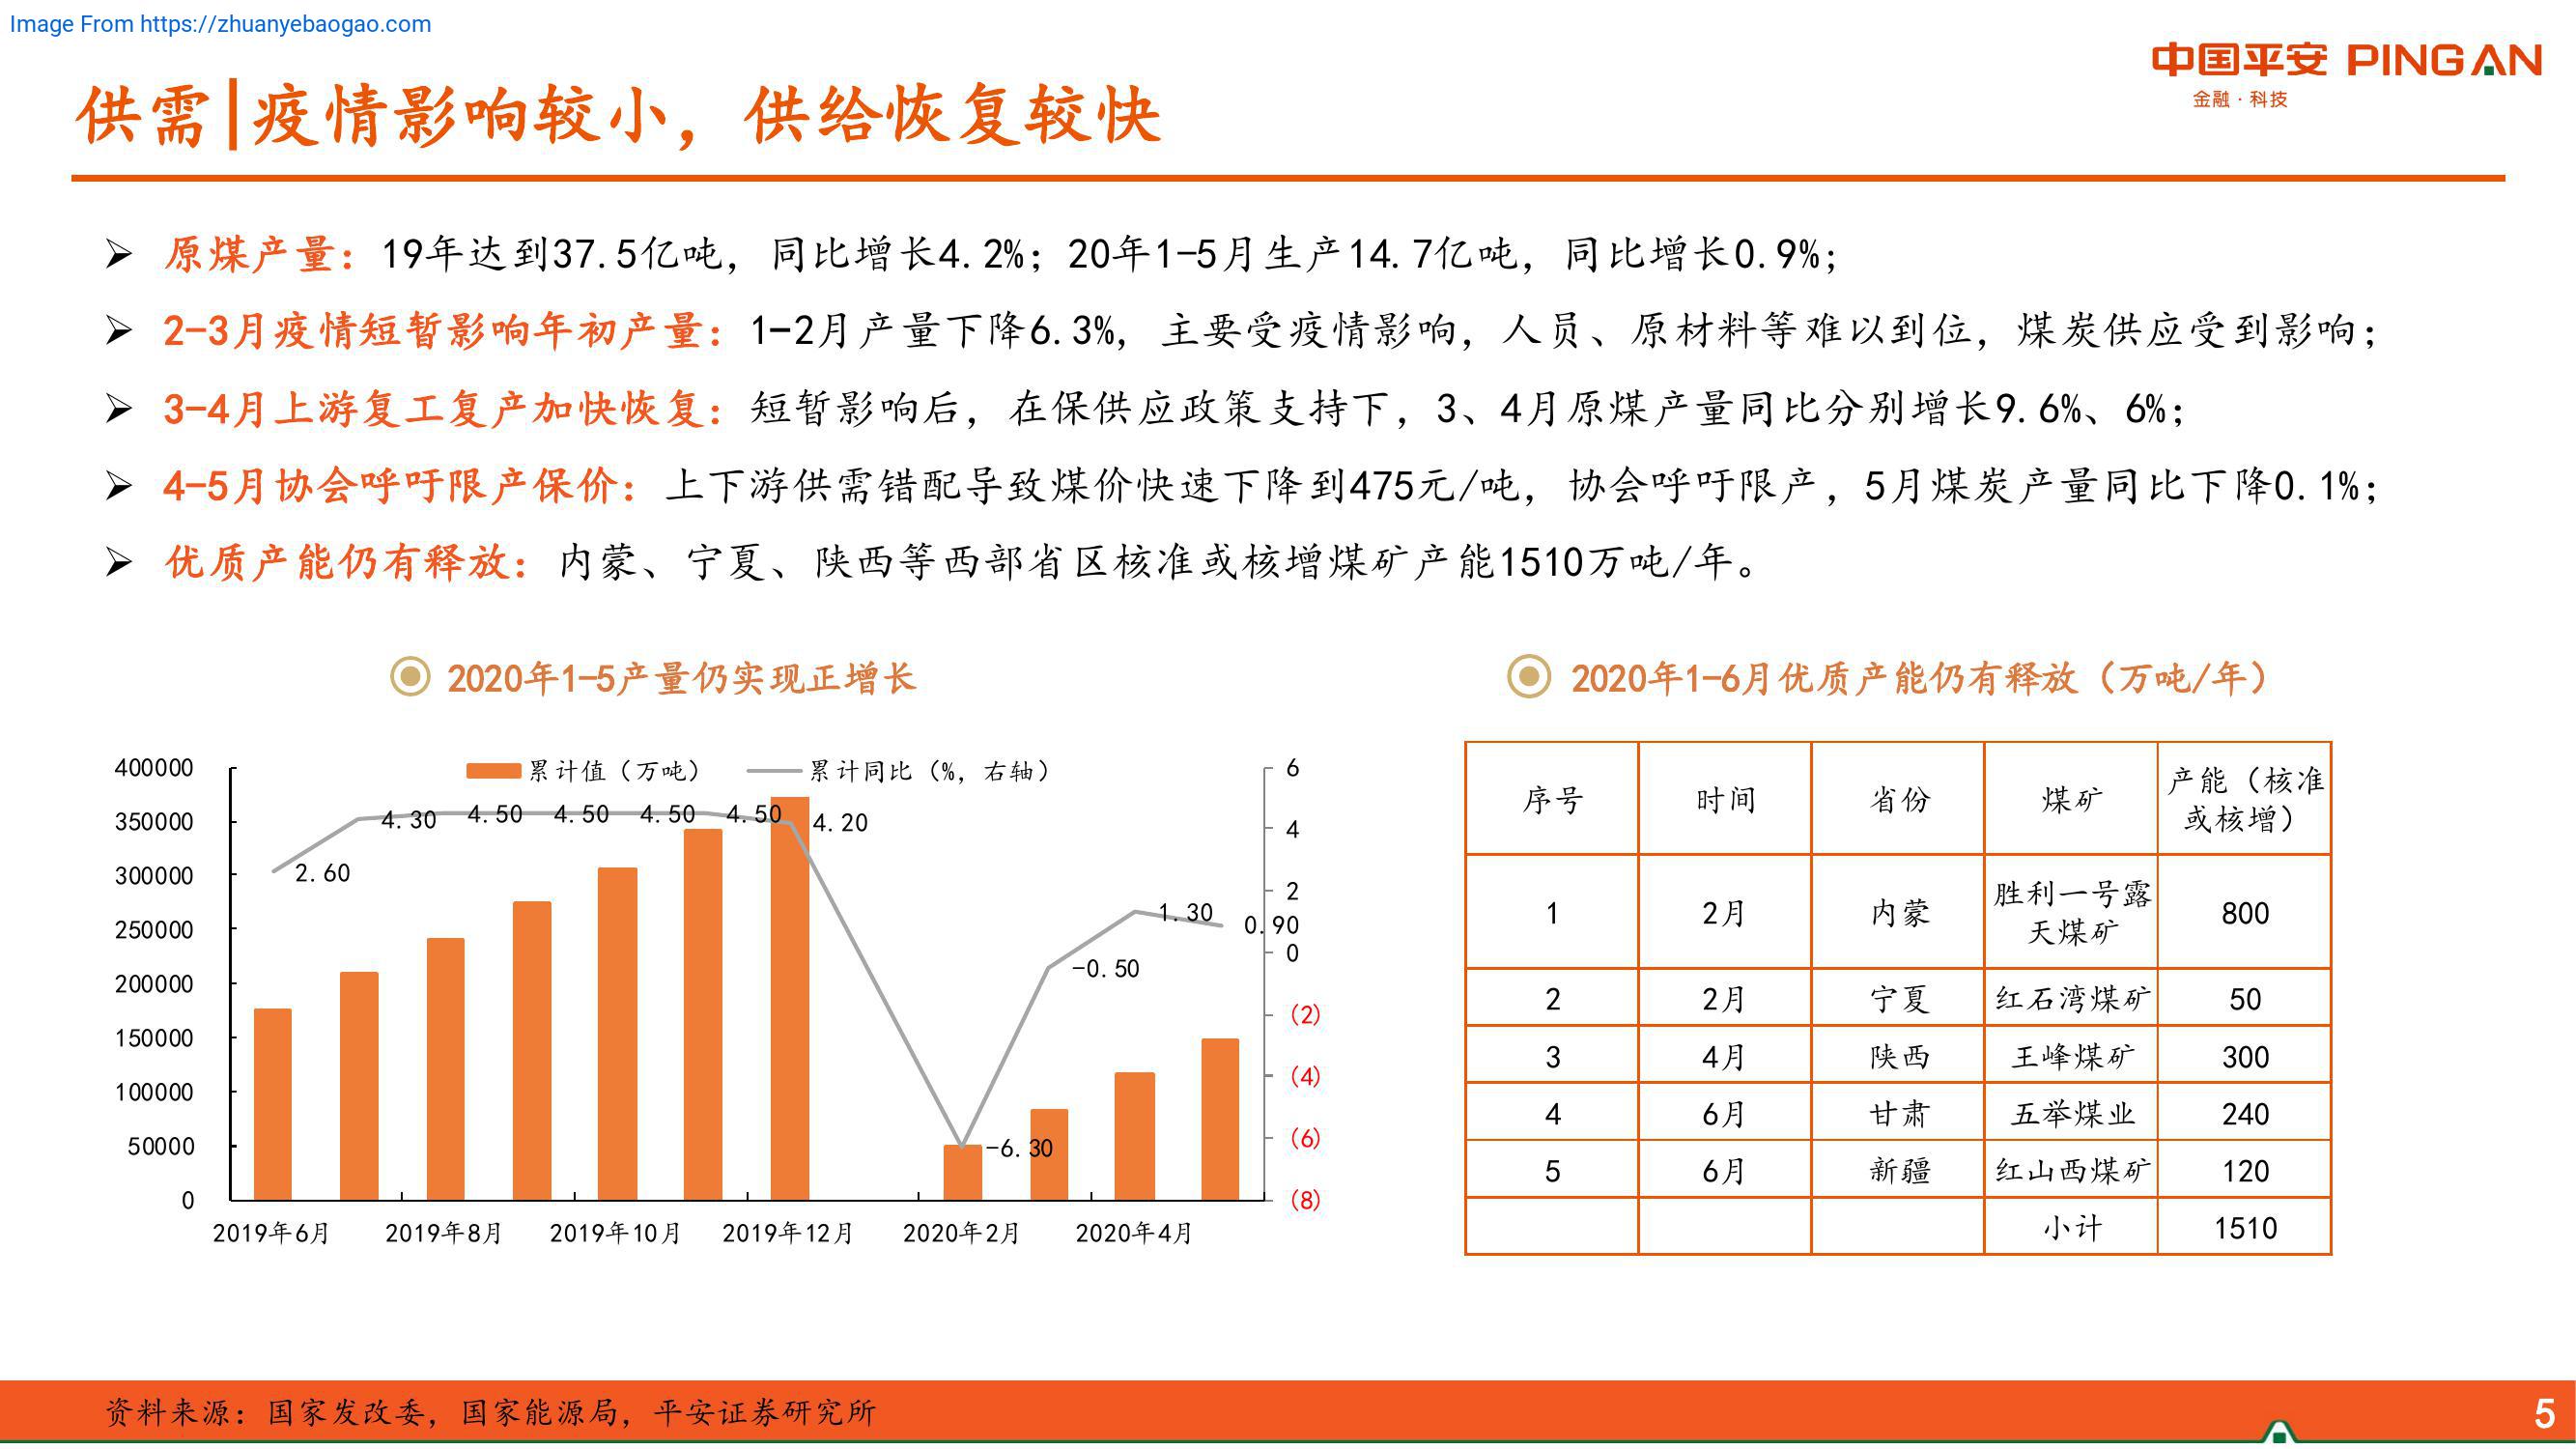 Image From https://zhuanyebaogao.com
中国平安 PINGAN
金融·科技
供需|疫情影响较小，供给恢复较快
原煤产量：19年达到37.5亿吨，同比增长4.2%；20年1-5月生产14.7亿吨，同比增长0.9%；
2-3月疫情短暂影响年初产量：1-2月产量下降6.3%，主要受疫情影响，人员、原材料等难以到位，煤炭供应受到影响；
3-4月上游复工复产加快恢复：短暂影响后，在保供应政策支持下，3、4月原煤产量同比分别增长9.6%、6%；
4-5月协会呼吁限产保价：上下游供需错配导致煤价快速下降到475元/吨，协会呼吁限产，5月煤炭产量同比下降0.1%；
优质产能仍有释放：内蒙、宁夏、陕西等西部省区核准或核增煤矿产能1510万吨/年。
2020年1-5产量仍实现正增长
累计值（万吨） 累计同比（%，右轴）
400000
350000
300000
250000
200000
150000
100000
50000
0
2.60 4.30 4.50 4.50 4.50 4.50 4.20 -6.30 -0.50 1.30 0.90
6
4
2
0
(2)
(4)
(6)
(8)
2019年6月 2019年8月 2019年10月 2019年12月 2020年2月 2020年4月
2020年1-6月优质产能仍有释放（万吨/年）
序号 时间 省份 煤矿 产能（核准
或核增）
1 2月 内蒙 胜利一号露
天煤矿 800
2 2月 宁夏 红石湾煤矿 50
3 4月 陕西 王峰煤矿 300
4 6月 甘肃 五举煤业 240
5 6月 新疆 红山西煤矿 120
小计 1510
资料来源：国家发改委，国家能源局，平安证券研究所
5